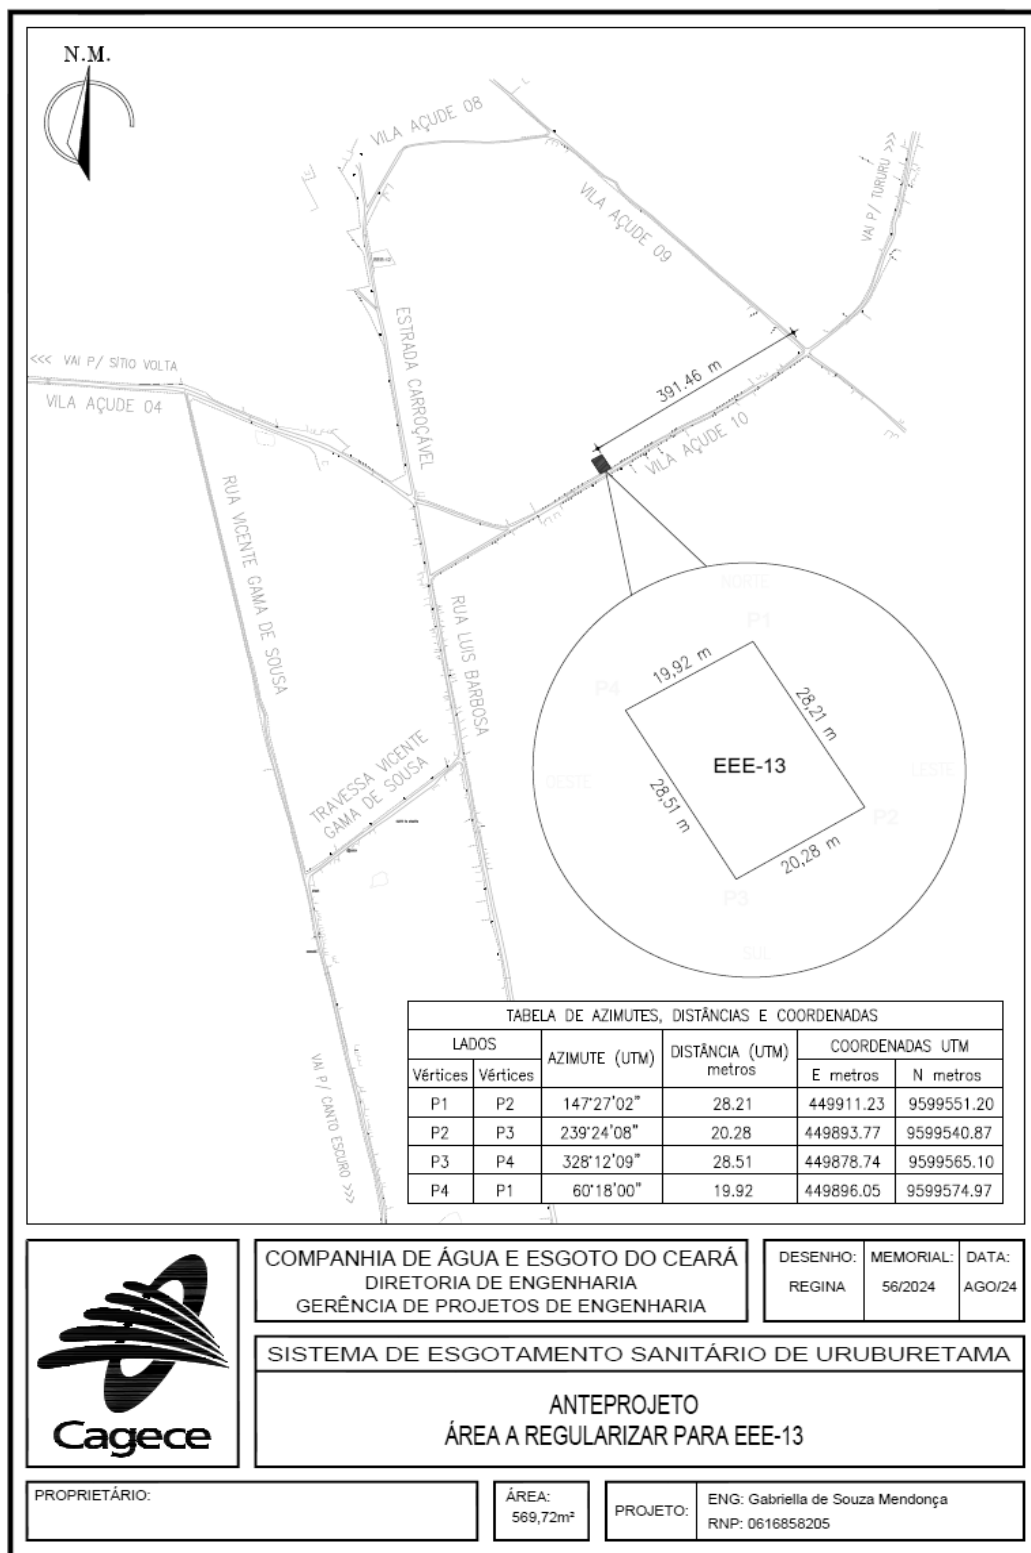 N.M.
VILA AÇUDE 08
VILA AÇUDE 09
VAI P/ TURURU >>>
EEE-12
ESTRADA CARROÇÁVEL
<<< VAI P/ SÍTIO VOLTA
VILA AÇUDE 04
391.46 m
VILA AÇUDE 10
RUA VICENTE GAMA DE SOUSA
RUA LUIS BARBOSA
TRAVESSA VICENTE
GAMA DE SOUSA
VAI P/ CANTO ESCURO >>>
NORTE
P1
19,92 m
P4
28,21 m
EEE-13
OESTE
LESTE
28,51 m
P2
20,28 m
P3
SUL
TABELA DE AZIMUTES, DISTÂNCIAS E COORDENADAS
LADOS AZIMUTE (UTM) DISTÂNCIA (UTM) metros COORDENADAS UTM
Vértices Vértices E metros N metros
P1 P2 147°27'02" 28.21 449911.23 9599551.20
P2 P3 239°24'08" 20.28 449893.77 9599540.87
P3 P4 328°12'09" 28.51 449878.74 9599565.10
P4 P1 60°18'00" 19.92 449896.05 9599574.97
Cagece
COMPANHIA DE ÁGUA E ESGOTO DO CEARÁ
DIRETORIA DE ENGENHARIA
GERÊNCIA DE PROJETOS DE ENGENHARIA
DESENHO: MEMORIAL: DATA:
REGINA 56/2024 AGO/24
SISTEMA DE ESGOTAMENTO SANITÁRIO DE URUBURETAMA
ANTEPROJETO
ÁREA A REGULARIZAR PARA EEE-13
PROPRIETÁRIO:
ÁREA:
569,72m²
PROJETO:
ENG: Gabriella de Souza Mendonça
RNP: 0616858205